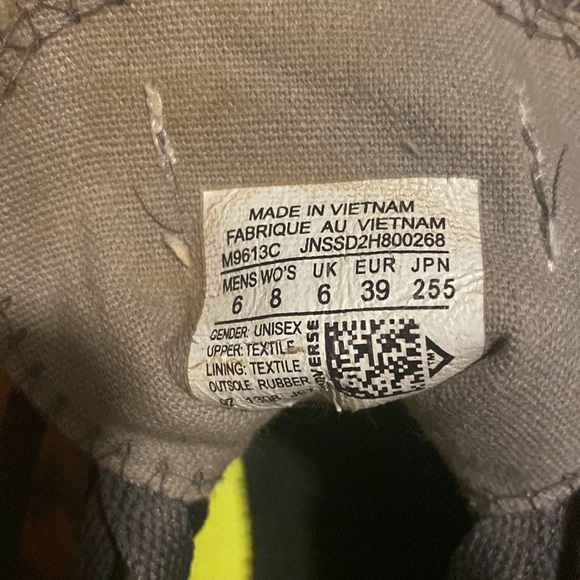 MADE IN VIETNAM
FABRIQUE AU VIETNAM
M9613C JNSSD2H800268
MENS WO'S UK EUR JPN
6 8 6 39 255
GENDER: UNISEX
UPPER: TEXTILE
LINING: TEXTILE
OUTSOLE: RUBBER